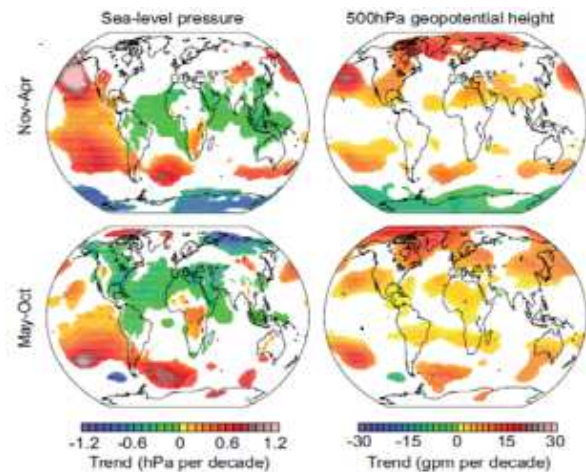 Sea-level pressure
500hPa geopotential height
Nov-Apr
May-Oct
-1.2 -0.6 0 0.6 1.2
Trend (hPa per decade)
-30 -15 0 15 30
Trend (gpm per decade)